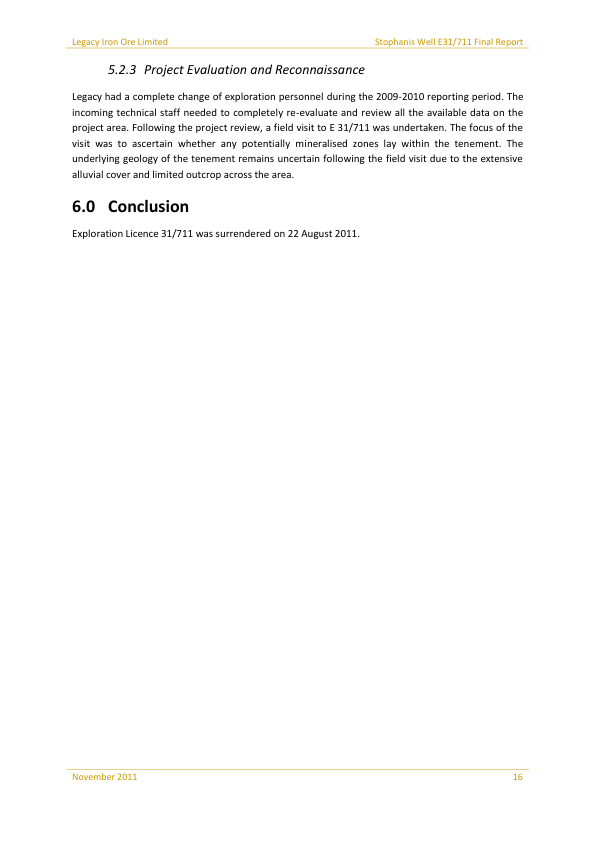 Legacy Iron Ore Limited Stophanis Well E31/711 Final Report
5.2.3 Project Evaluation and Reconnaissance
Legacy had a complete change of exploration personnel during the 2009-2010 reporting period. The
incoming technical staff needed to completely re-evaluate and review all the available data on the
project area. Following the project review, a field visit to E 31/711 was undertaken. The focus of the
visit was to ascertain whether any potentially mineralised zones lay within the tenement. The
underlying geology of the tenement remains uncertain following the field visit due to the extensive
alluvial cover and limited outcrop across the area.
6.0 Conclusion
Exploration Licence 31/711 was surrendered on 22 August 2011.
November 2011 16